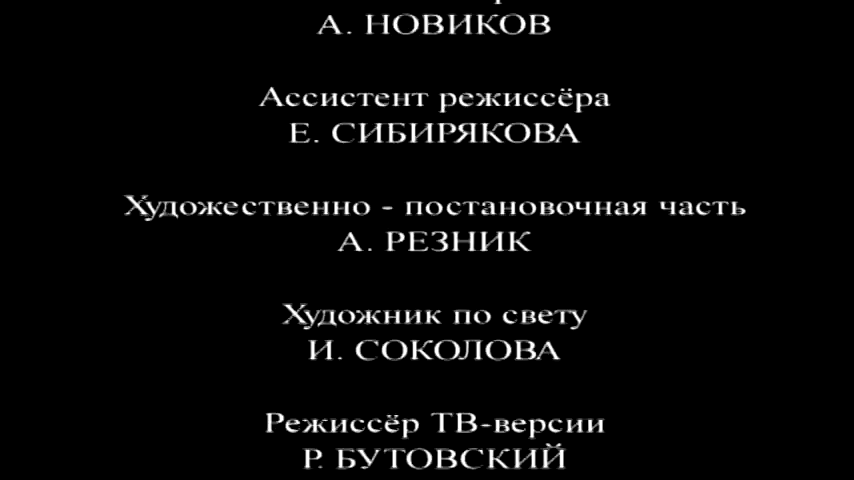 А. НОВИКОВ
Ассистент режиссёра
Е. СИБИРЯКОВА
Художественно - постановочная часть
А. РЕЗНИК
Художник по свету
И. СОКОЛОВА
Режиссёр ТВ-версии
Р. БУТОВСКИЙ